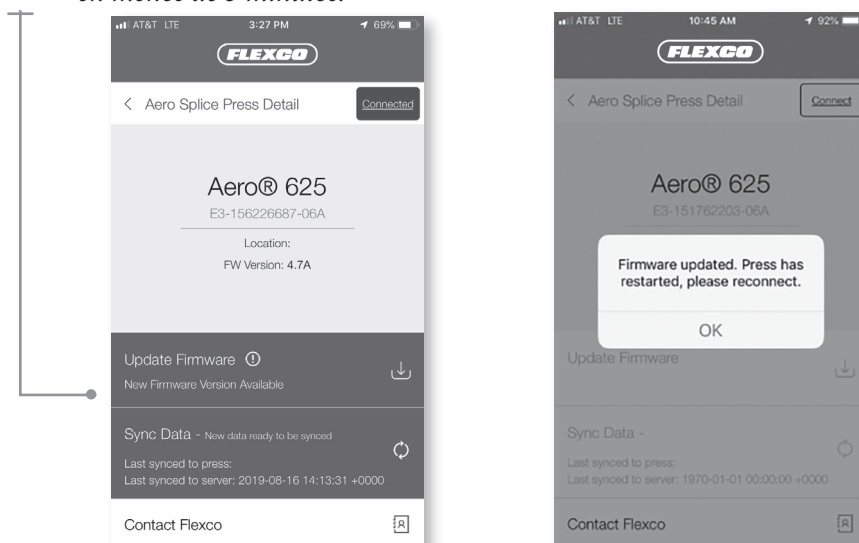 en menos de minutos.
AT&T LTE 3:27 PM 69%
FLEXCO
< Aero Splice Press Detail Connected
Aero® 625
E3-156226687-06A
Location:
FW Version: 4.7A
Update Firmware
New Firmware Version Available
Sync Data - New data ready to be synced
Last synced to press:
Last synced to server: 2019-08-16 14:13:31 +0000
Contact Flexco
AT&T LTE 10:45 AM 92%
FLEXCO
< Aero Splice Press Detail Connect
Aero® 625
E3-151762203-06A
Firmware updated. Press has
restarted, please reconnect.
OK
Update Firmware
Sync Data -
Last synced to press:
Last synced to server: 1970-01-01 00:00:00 +0000
Contact Flexco